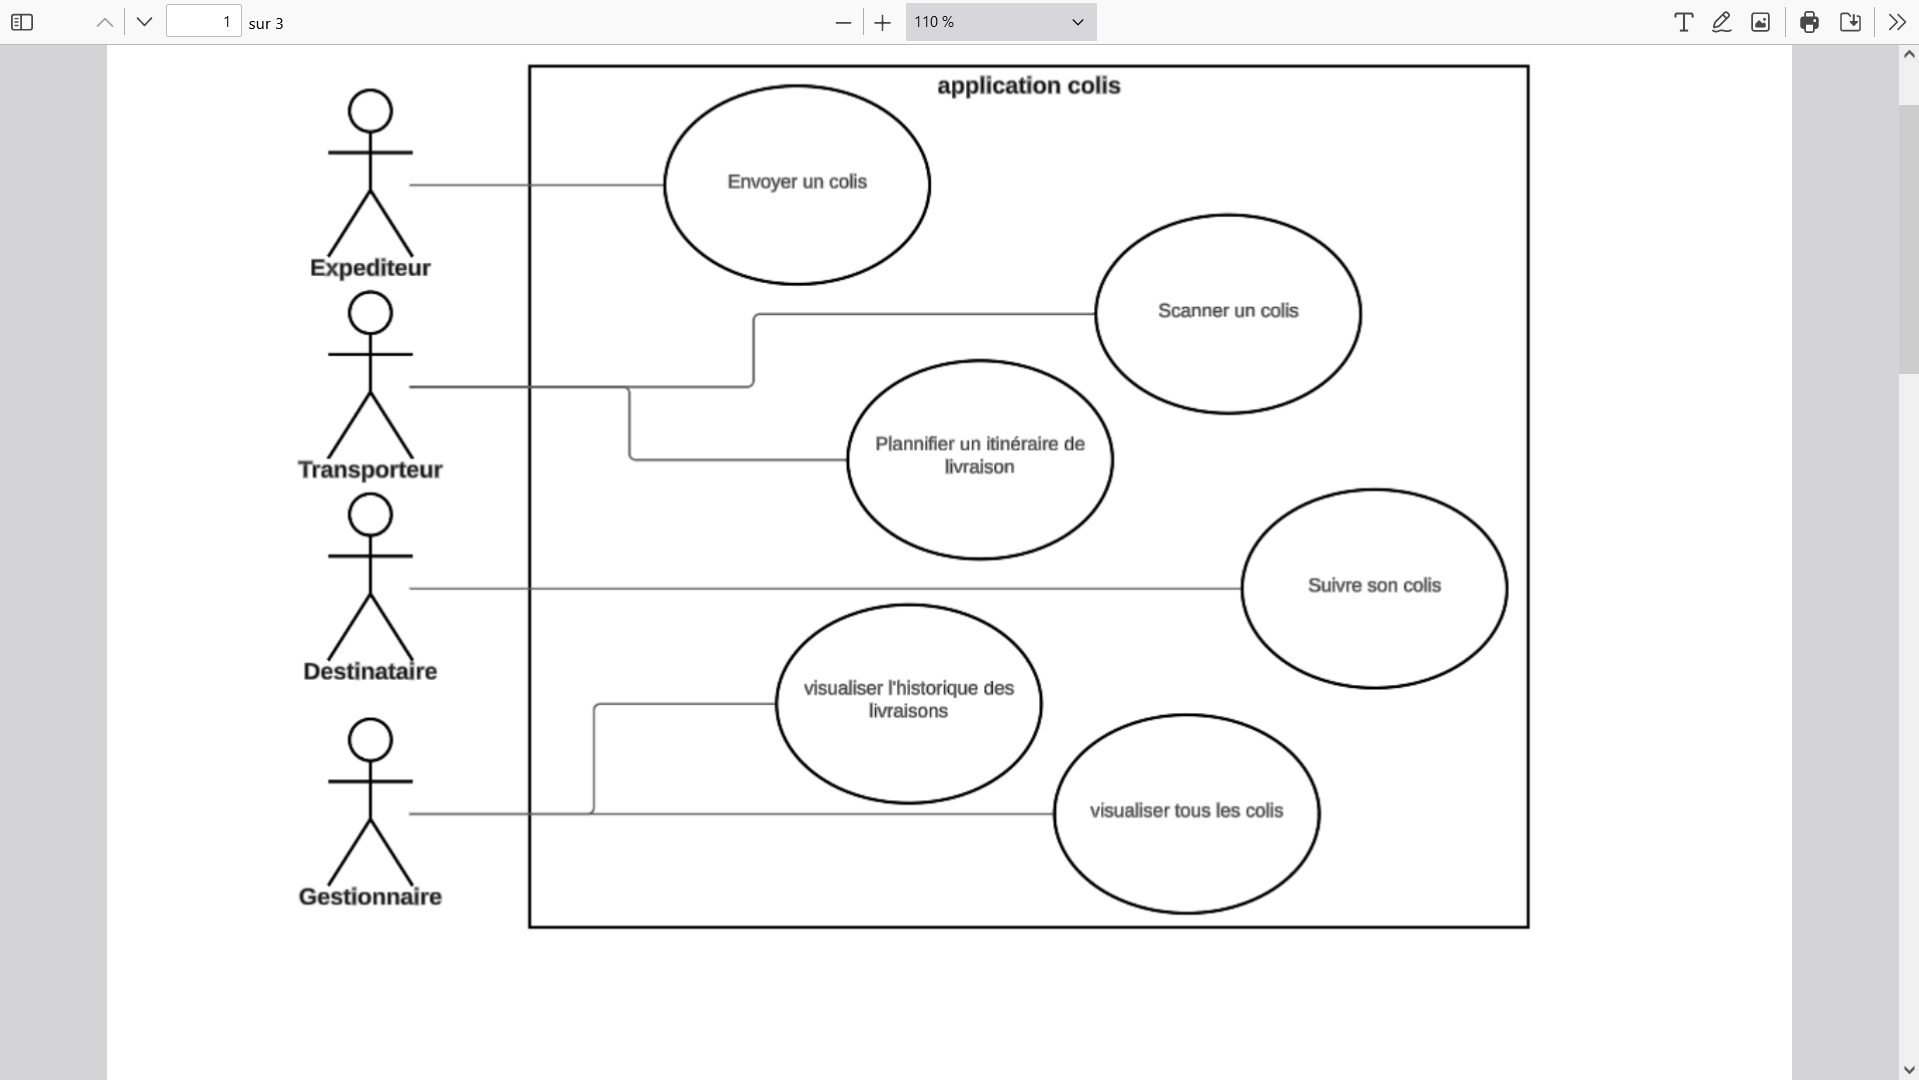 1 sur 3
110 %
application colis
Envoyer un colis
Expediteur
Scanner un colis
Transporteur
Plannifier un itinéraire de
livraison
Suivre son colis
Destinataire
visualiser l'historique des
livraisons
visualiser tous les colis
Gestionnaire